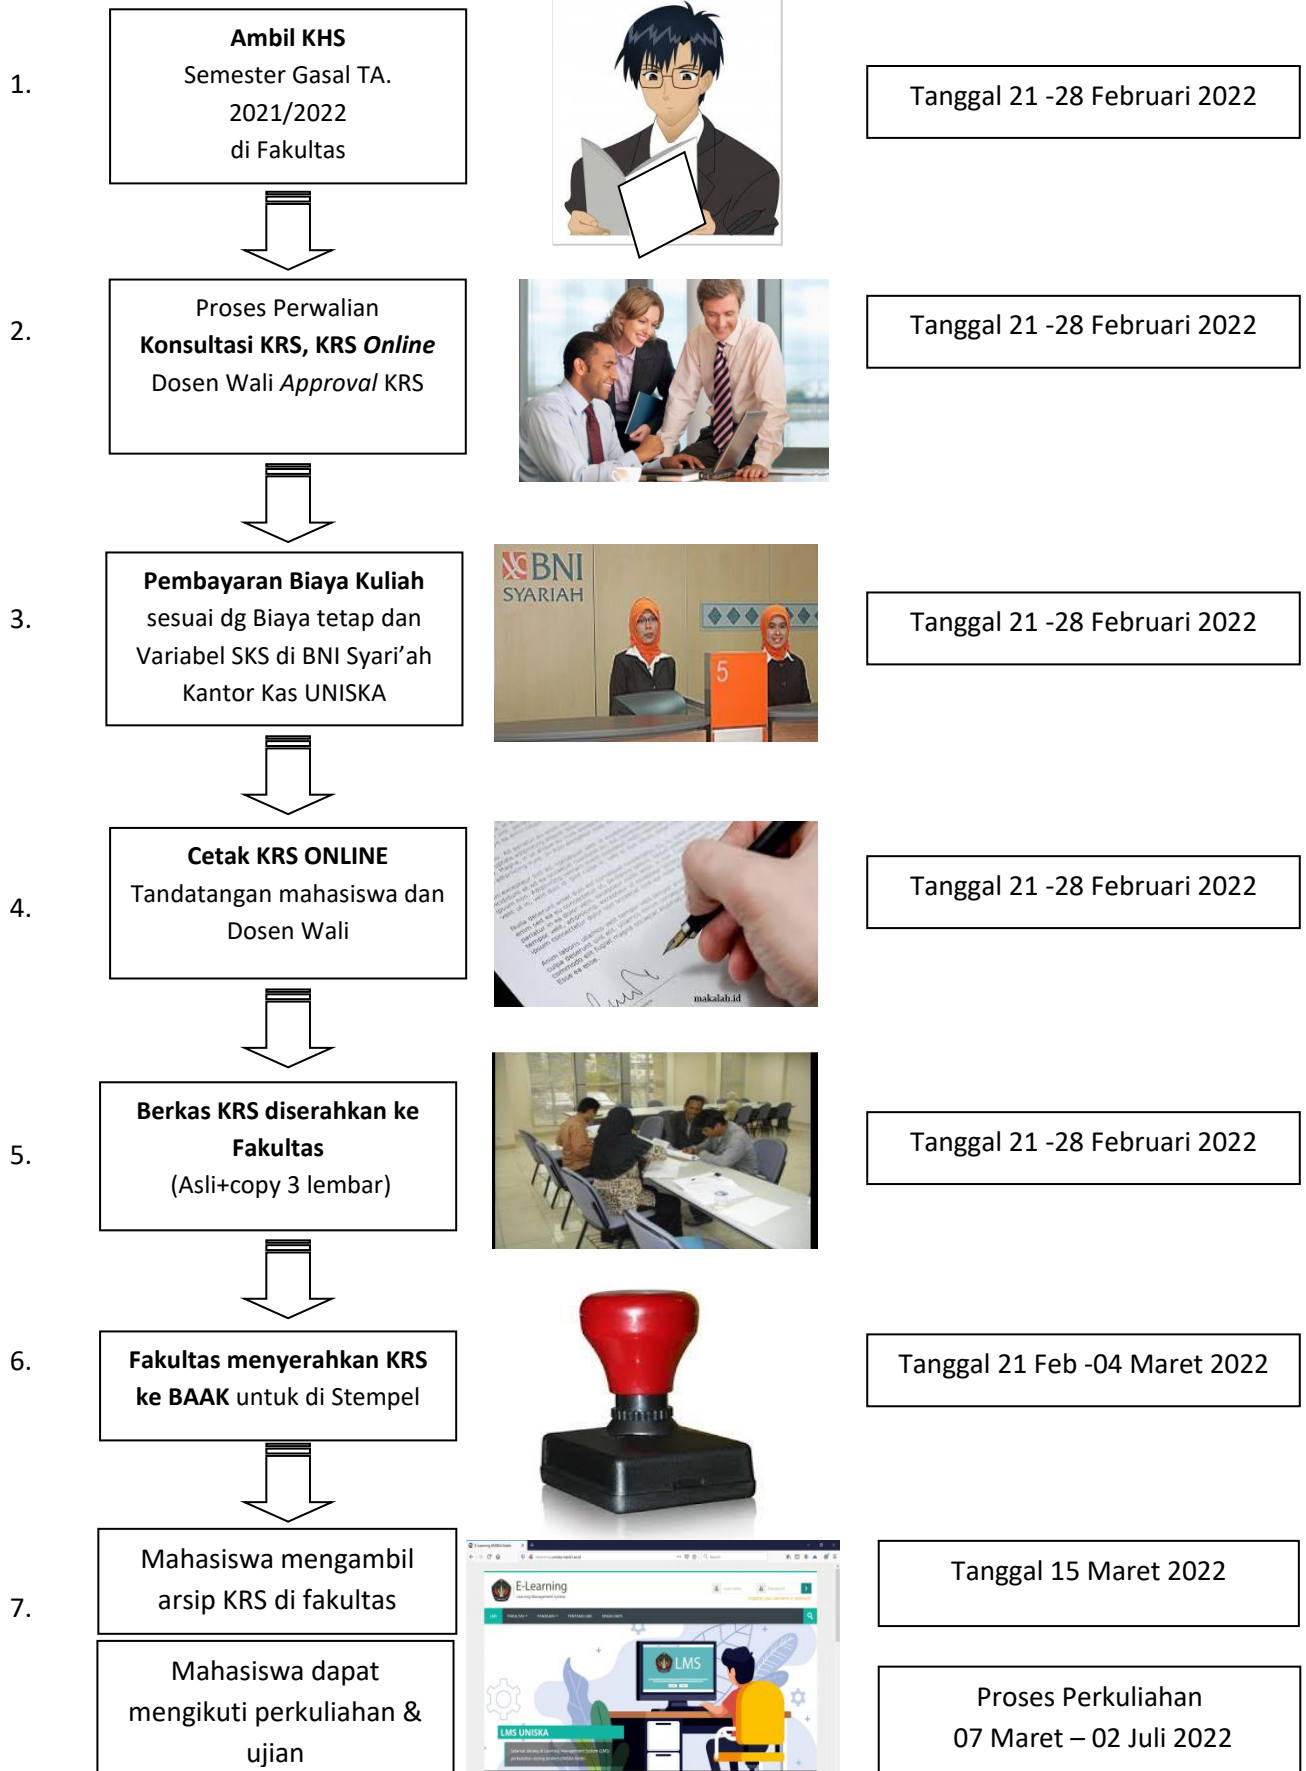 1.
Ambil KHS
Semester Gasal TA.
2021/2022
di Fakultas
Tanggal 21 -28 Februari 2022
2.
Proses Perwalian
Konsultasi KRS, KRS Online
Dosen Wali Approval KRS
Tanggal 21 -28 Februari 2022
3.
Pembayaran Biaya Kuliah
sesuai dg Biaya tetap dan
Variabel SKS di BNI Syari’ah
Kantor Kas UNISKA
BNI
SYARIAH
5
Tanggal 21 -28 Februari 2022
4.
Cetak KRS ONLINE
Tandatangan mahasiswa dan
Dosen Wali
makalah.id
Tanggal 21 -28 Februari 2022
5.
Berkas KRS diserahkan ke
Fakultas
(Asli+copy 3 lembar)
Tanggal 21 -28 Februari 2022
6.
Fakultas menyerahkan KRS
ke BAAK untuk di Stempel
Tanggal 21 Feb -04 Maret 2022
7.
Mahasiswa mengambil
arsip KRS di fakultas
E-Learning
Learning Management System
LMS
LMS UNISKA
Tanggal 15 Maret 2022
Mahasiswa dapat
mengikuti perkuliahan &
ujian
Proses Perkuliahan
07 Maret – 02 Juli 2022